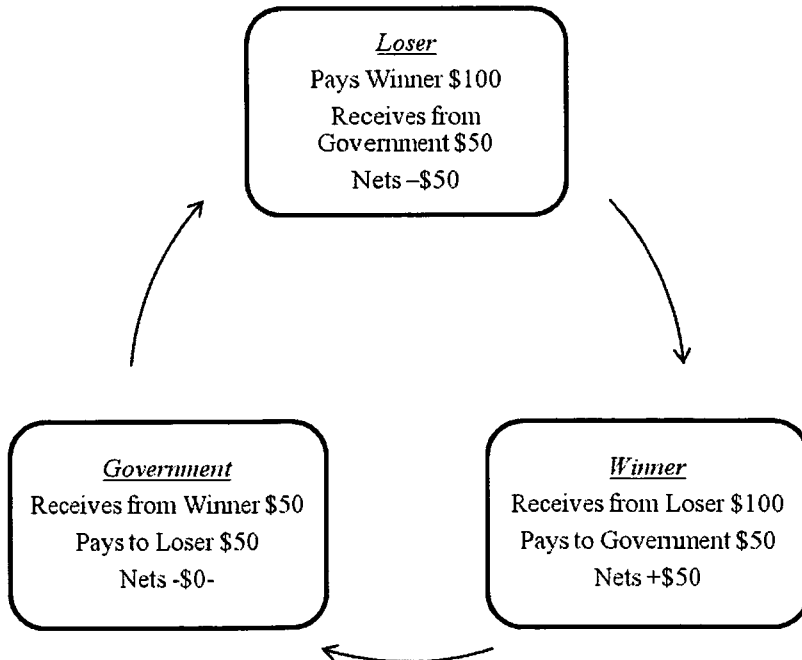 Loser
Pays Winner $100
Receives from
Government $50
Nets –$50
Government
Receives from Winner $50
Pays to Loser $50
Nets -$0-
Winner
Receives from Loser $100
Pays to Government $50
Nets +$50